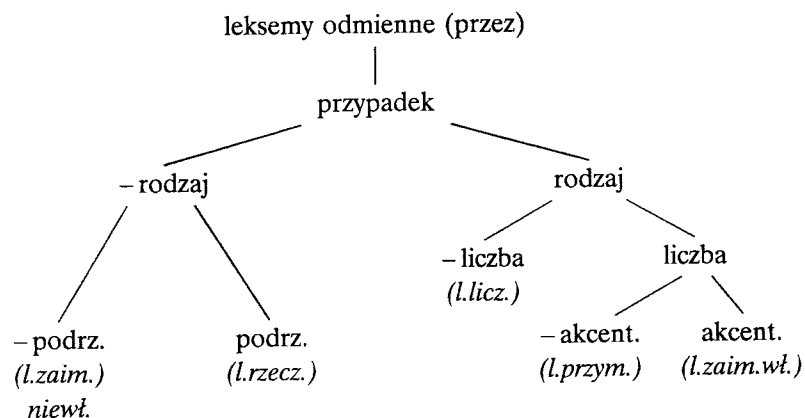 leksemy odmienne (przez)
przypadek
– rodzaj
rodzaj
– liczba
(l.licz.)
liczba
– podrz.
(l.zaim.)
niewł.
podrz.
(l.rzecz.)
– akcent.
(l.przym.)
akcent.
(l.zaim.wł.)